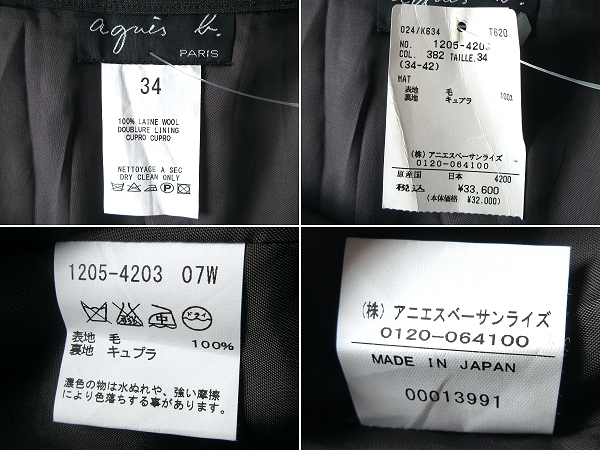 agnès b.
PARIS
34
100% LAINE WOOL
DOUBLURE LINING
CUPRO CUPRO
NETTOYAGE A SEC
DRY CLEAN ONLY
024/K634 T620
NO. 1205-4203
COL. 382 TAILLE.34
(34-42)
MAT
表地 毛 100%
裏地 キュプラ
(株) アニエスベーサンライズ
0120-064100
原産国 日本 4200
税込 ¥33,600
(本体価格 ¥32,000)
1205-4203 07W
ドライ
表地 毛 100%
裏地 キュプラ
濃色の物は水ぬれや、強い摩擦
により色落ちする事があります。
(株) アニエスベーサンライズ
0120-064100
MADE IN JAPAN
00013991